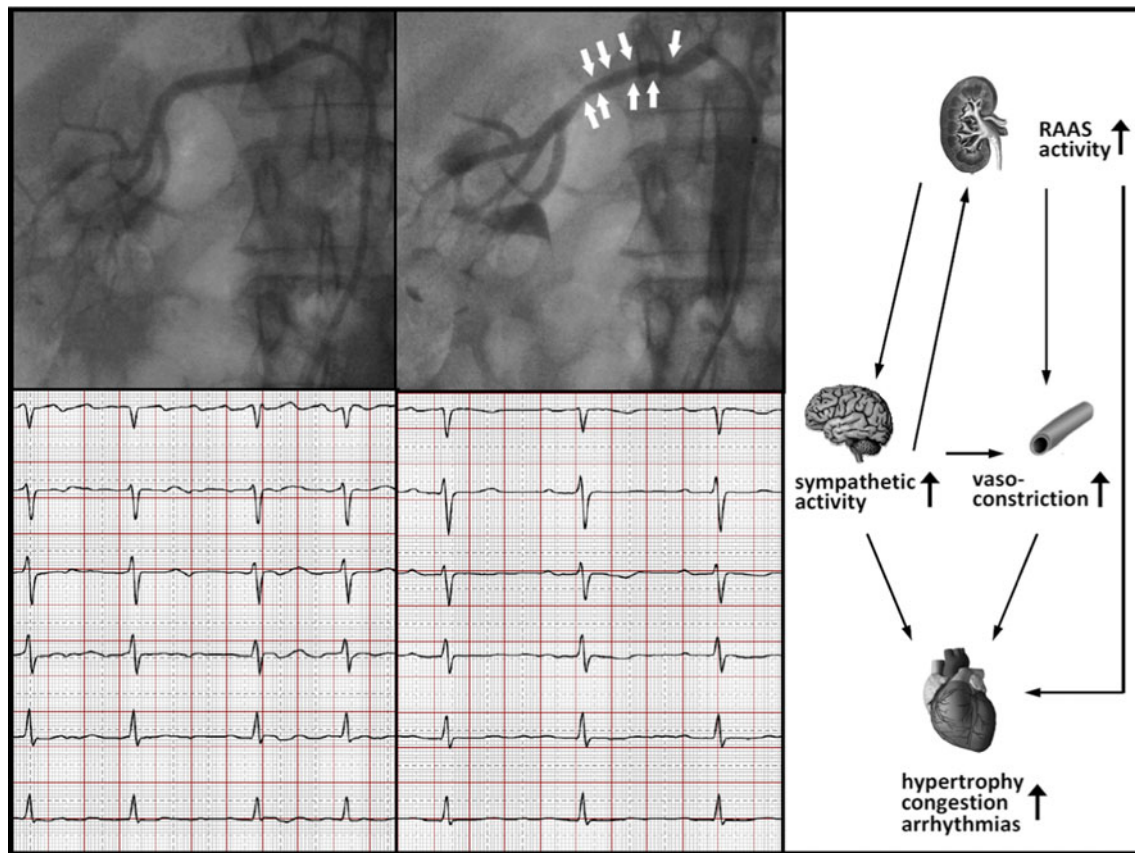 RAAS
activity
sympathetic
activity
vaso-
constriction
hypertrophy
congestion
arrhythmias